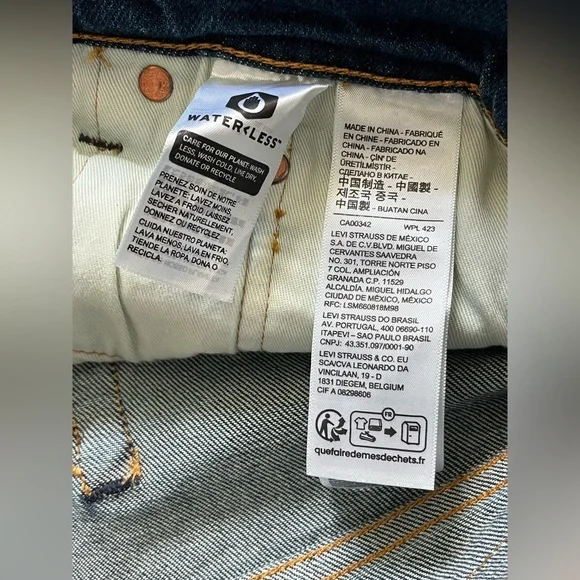 WATER<LESS™
CARE FOR OUR PLANET: WASH
LESS, WASH COLD, LINE DRY,
DONATE OR RECYCLE.
PRENEZ SOIN DE NOTRE
PLANÈTE: LAVEZ MOINS,
LAVEZ À FROID, LAISSEZ
SÉCHER NATURELLEMENT,
DONNEZ OU RECYCLEZ.
CUIDA NUESTRO PLANETA:
LAVA MENOS, LAVA EN FRÍO,
TIENDE LA ROPA, DONA O
RECICLA.
MADE IN CHINA - FABRIQUÉ
EN CHINE - FABRICADO EN
CHINA - FABRICADO NA
CHINA - ÇİN' DE
ÜRETİLMİŞTİR -
СДЕЛАНО В КИТАЕ -
中国制造 - 中國製 -
제조국 중국 -
中国製 - BUATAN CINA
CA00342 WPL 423
LEVI STRAUSS DE MÉXICO
S.A. DE C.V.BLVD. MIGUEL DE
CERVANTES SAAVEDRA
NO. 301, TORRE NORTE PISO
7 COL. AMPLIACIÓN
GRANADA C.P. 11529
ALCALDÍA. MIGUEL HIDALGO
CIUDAD DE MÉXICO, MÉXICO
RFC: LSM660818M98
LEVI STRAUSS DO BRASIL
AV. PORTUGAL, 400 06690-110
ITAPEVI – SAO PAULO BRASIL
CNPJ: 43.351.097/0001-90
LEVI STRAUSS & CO. EU
SCA/CVA LEONARDO DA
VINCILAAN, 19 - D
1831 DIEGEM, BELGIUM
CIF A 08298606
FR
quefairedemesdechets.fr